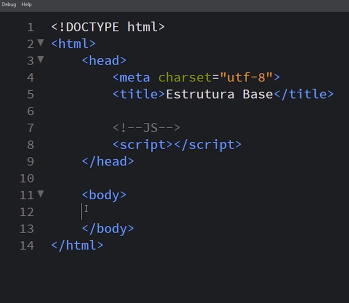 Debug Help
1 <!DOCTYPE html>
2 <html>
3 <head>
4 <meta charset="utf-8">
5 <title>Estrutura Base</title>
6
7 <!--JS-->
8 <script></script>
9 </head>
10
11 <body>
12
13 </body>
14 </html>